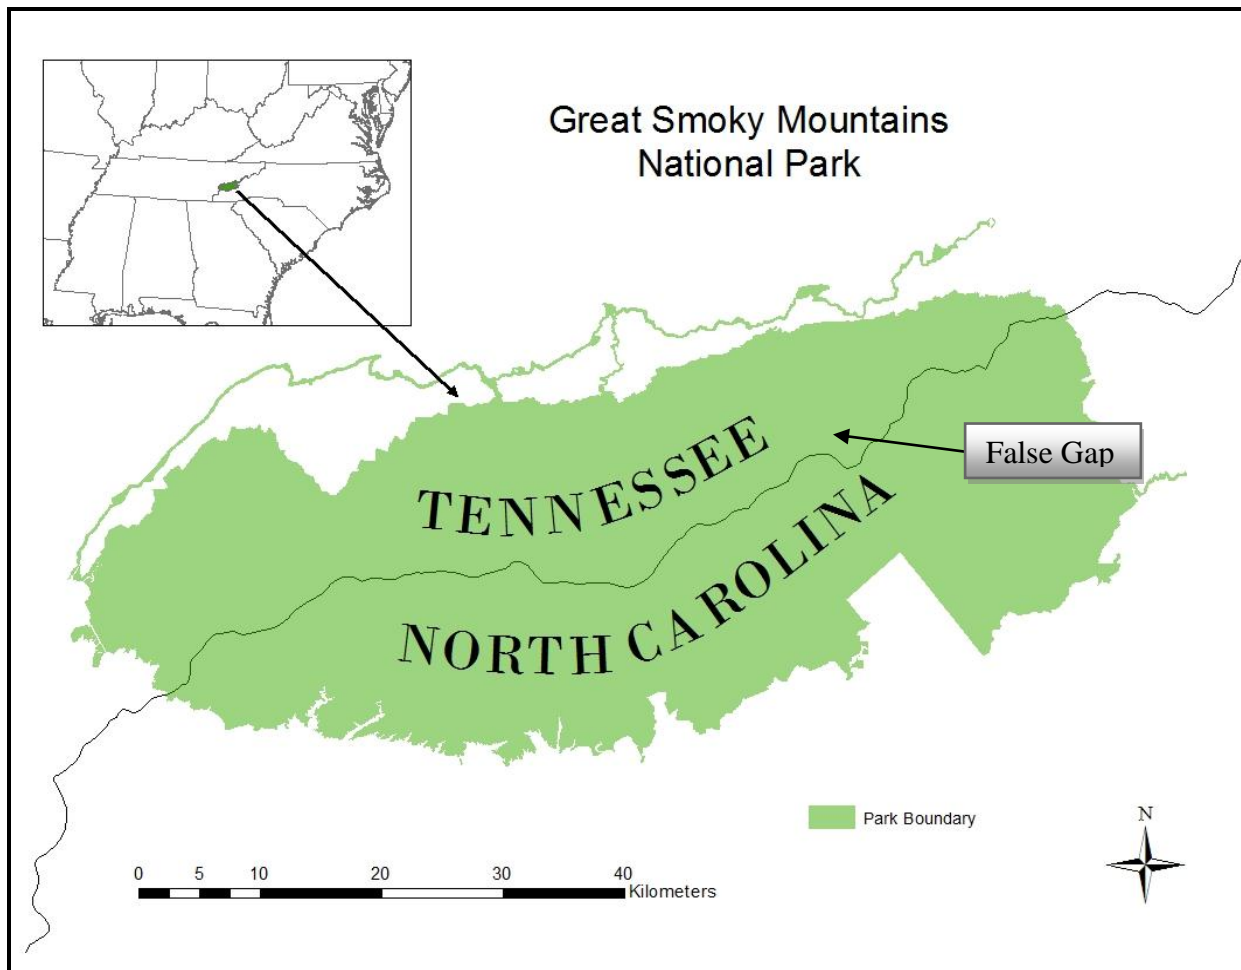 Great Smoky Mountains
National Park
False Gap
TENNESSEE
NORTH CAROLINA
Park Boundary
N
0 5 10 20 30 40
Kilometers